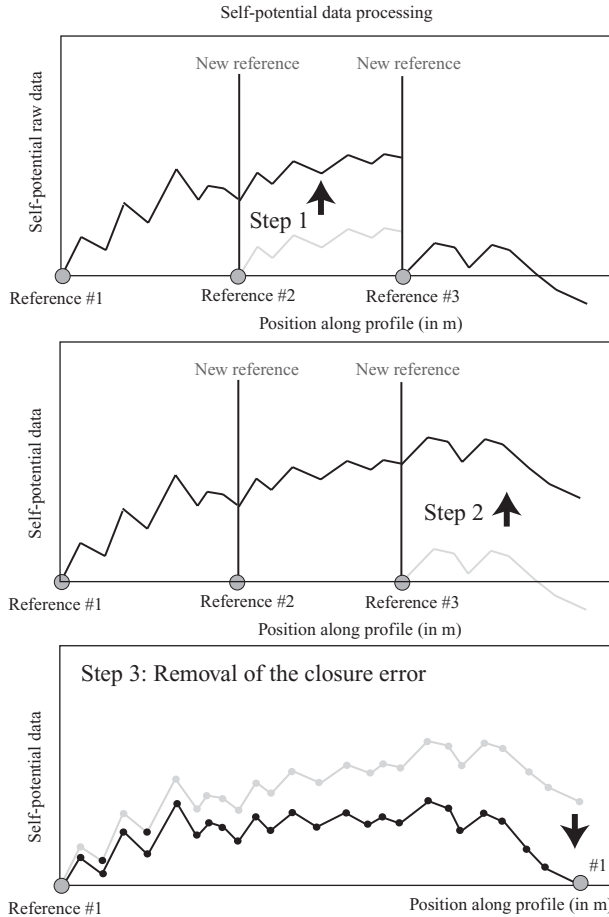 Self-potential data processing
New reference
New reference
Self-potential raw data
Step 1
Reference #1
Reference #2
Reference #3
Position along profile (in m)
New reference
New reference
Self-potential data
Step 2
Reference #1
Reference #2
Reference #3
Position along profile (in m)
Step 3: Removal of the closure error
Self-potential data
#1
Reference #1
Position along profile (in m)